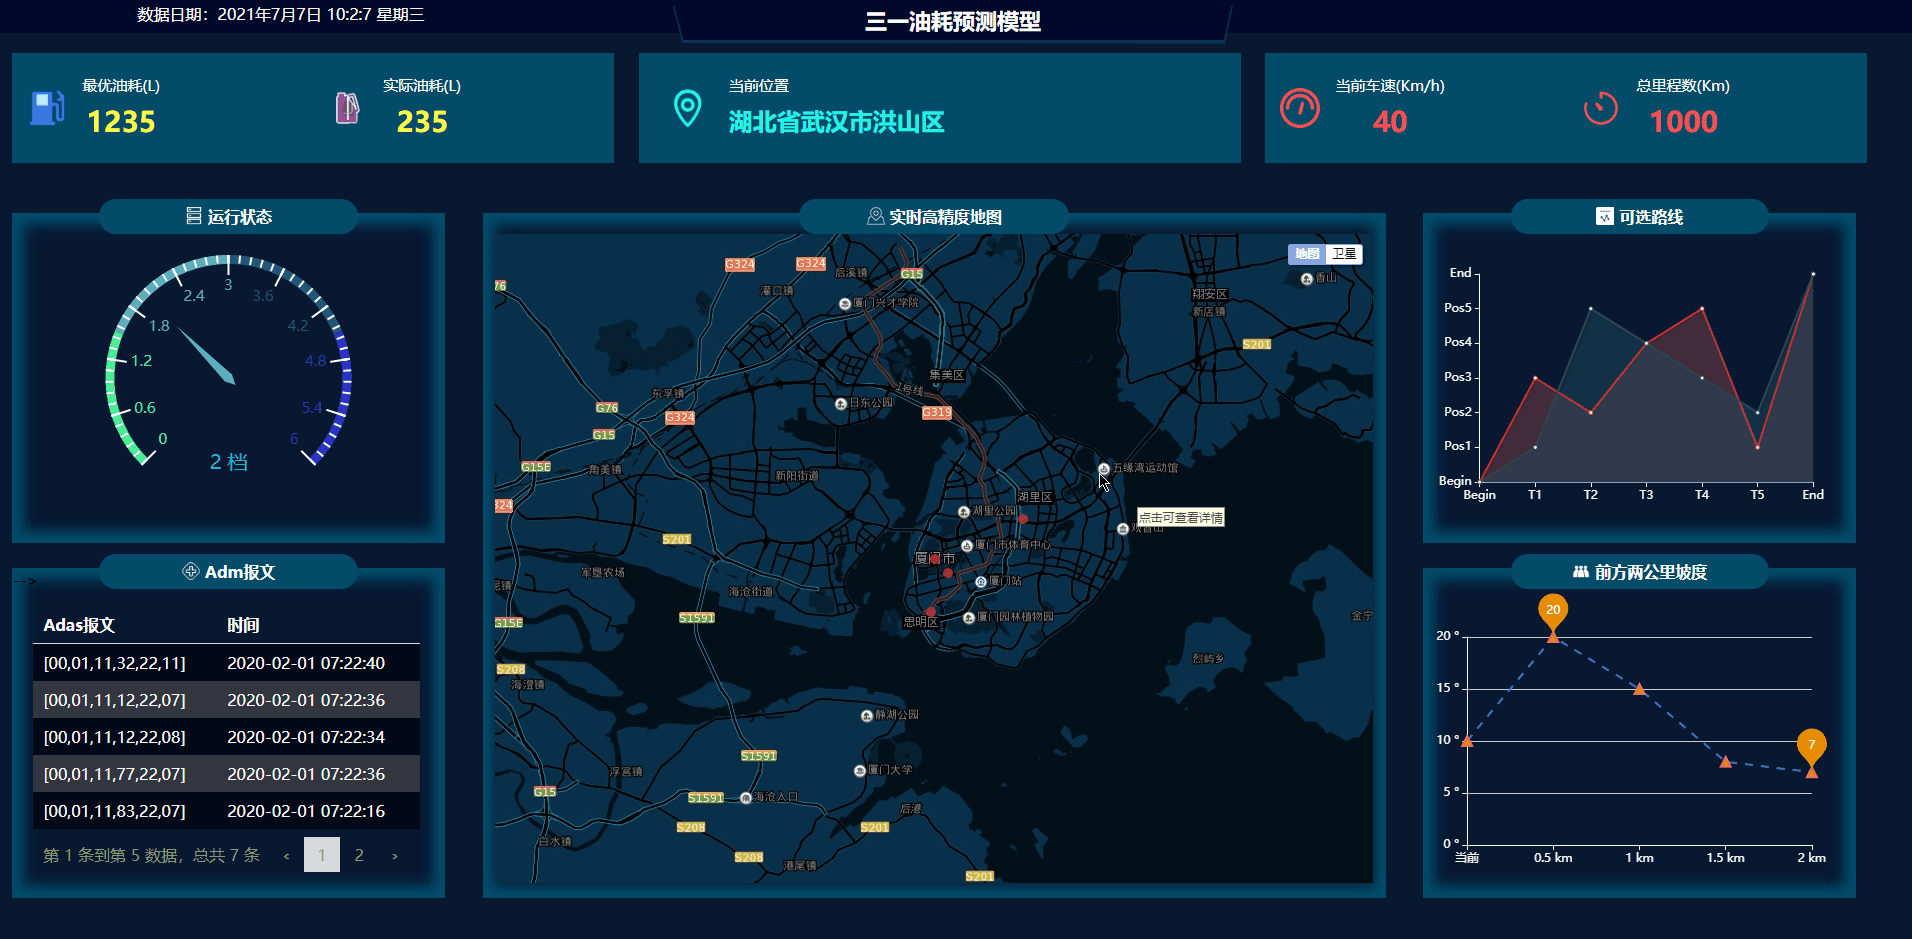 数据日期：2021年7月7日 10:2:7 星期三
三一油耗预测模型
最优油耗(L)
1235
实际油耗(L)
235
当前位置
湖北省武汉市洪山区
当前车速(Km/h)
40
总里程数(Km)
1000
运行状态
0
0.6
1.2
1.8
2.4
3
3.6
4.2
4.8
5.4
6
2 档
-->
Adm报文
Adas报文 时间
[00,01,11,32,22,11] 2020-02-01 07:22:40
[00,01,11,12,22,07] 2020-02-01 07:22:36
[00,01,11,12,22,08] 2020-02-01 07:22:34
[00,01,11,77,22,07] 2020-02-01 07:22:36
[00,01,11,83,22,07] 2020-02-01 07:22:16
第 1 条到第 5 数据，总共 7 条 ‹ 1 2 ›
实时高精度地图
地图 卫星
G324
G324
后溪镇
G15
香山
76
灌口镇
厦门兴才学院
翔安区
新店镇
S201
集美区
1号线
东孚镇
日东公园
G76
G324
G319
G15
G15E
角美镇
新阳街道
五缘湾运动馆
324
湖里区
湖里公园
点击可查看详情
S201
厦门市体育中心
厦门市
军垦农场
厦门站
海沧街道
G15E
S1591
思明区
厦门园林植物园
金宁
烈屿乡
S208
海澄镇
静湖公园
S1591
浮宫镇
厦门大学
G15
S1591
海沧入口
后港
S208
S201
白水镇
S208
港尾镇
S201
可选路线
End
Pos5
Pos4
Pos3
Pos2
Pos1
Begin
Begin T1 T2 T3 T4 T5 End
前方两公里坡度
20
7
20 °
15 °
10 °
5 °
0 °
当前 0.5 km 1 km 1.5 km 2 km